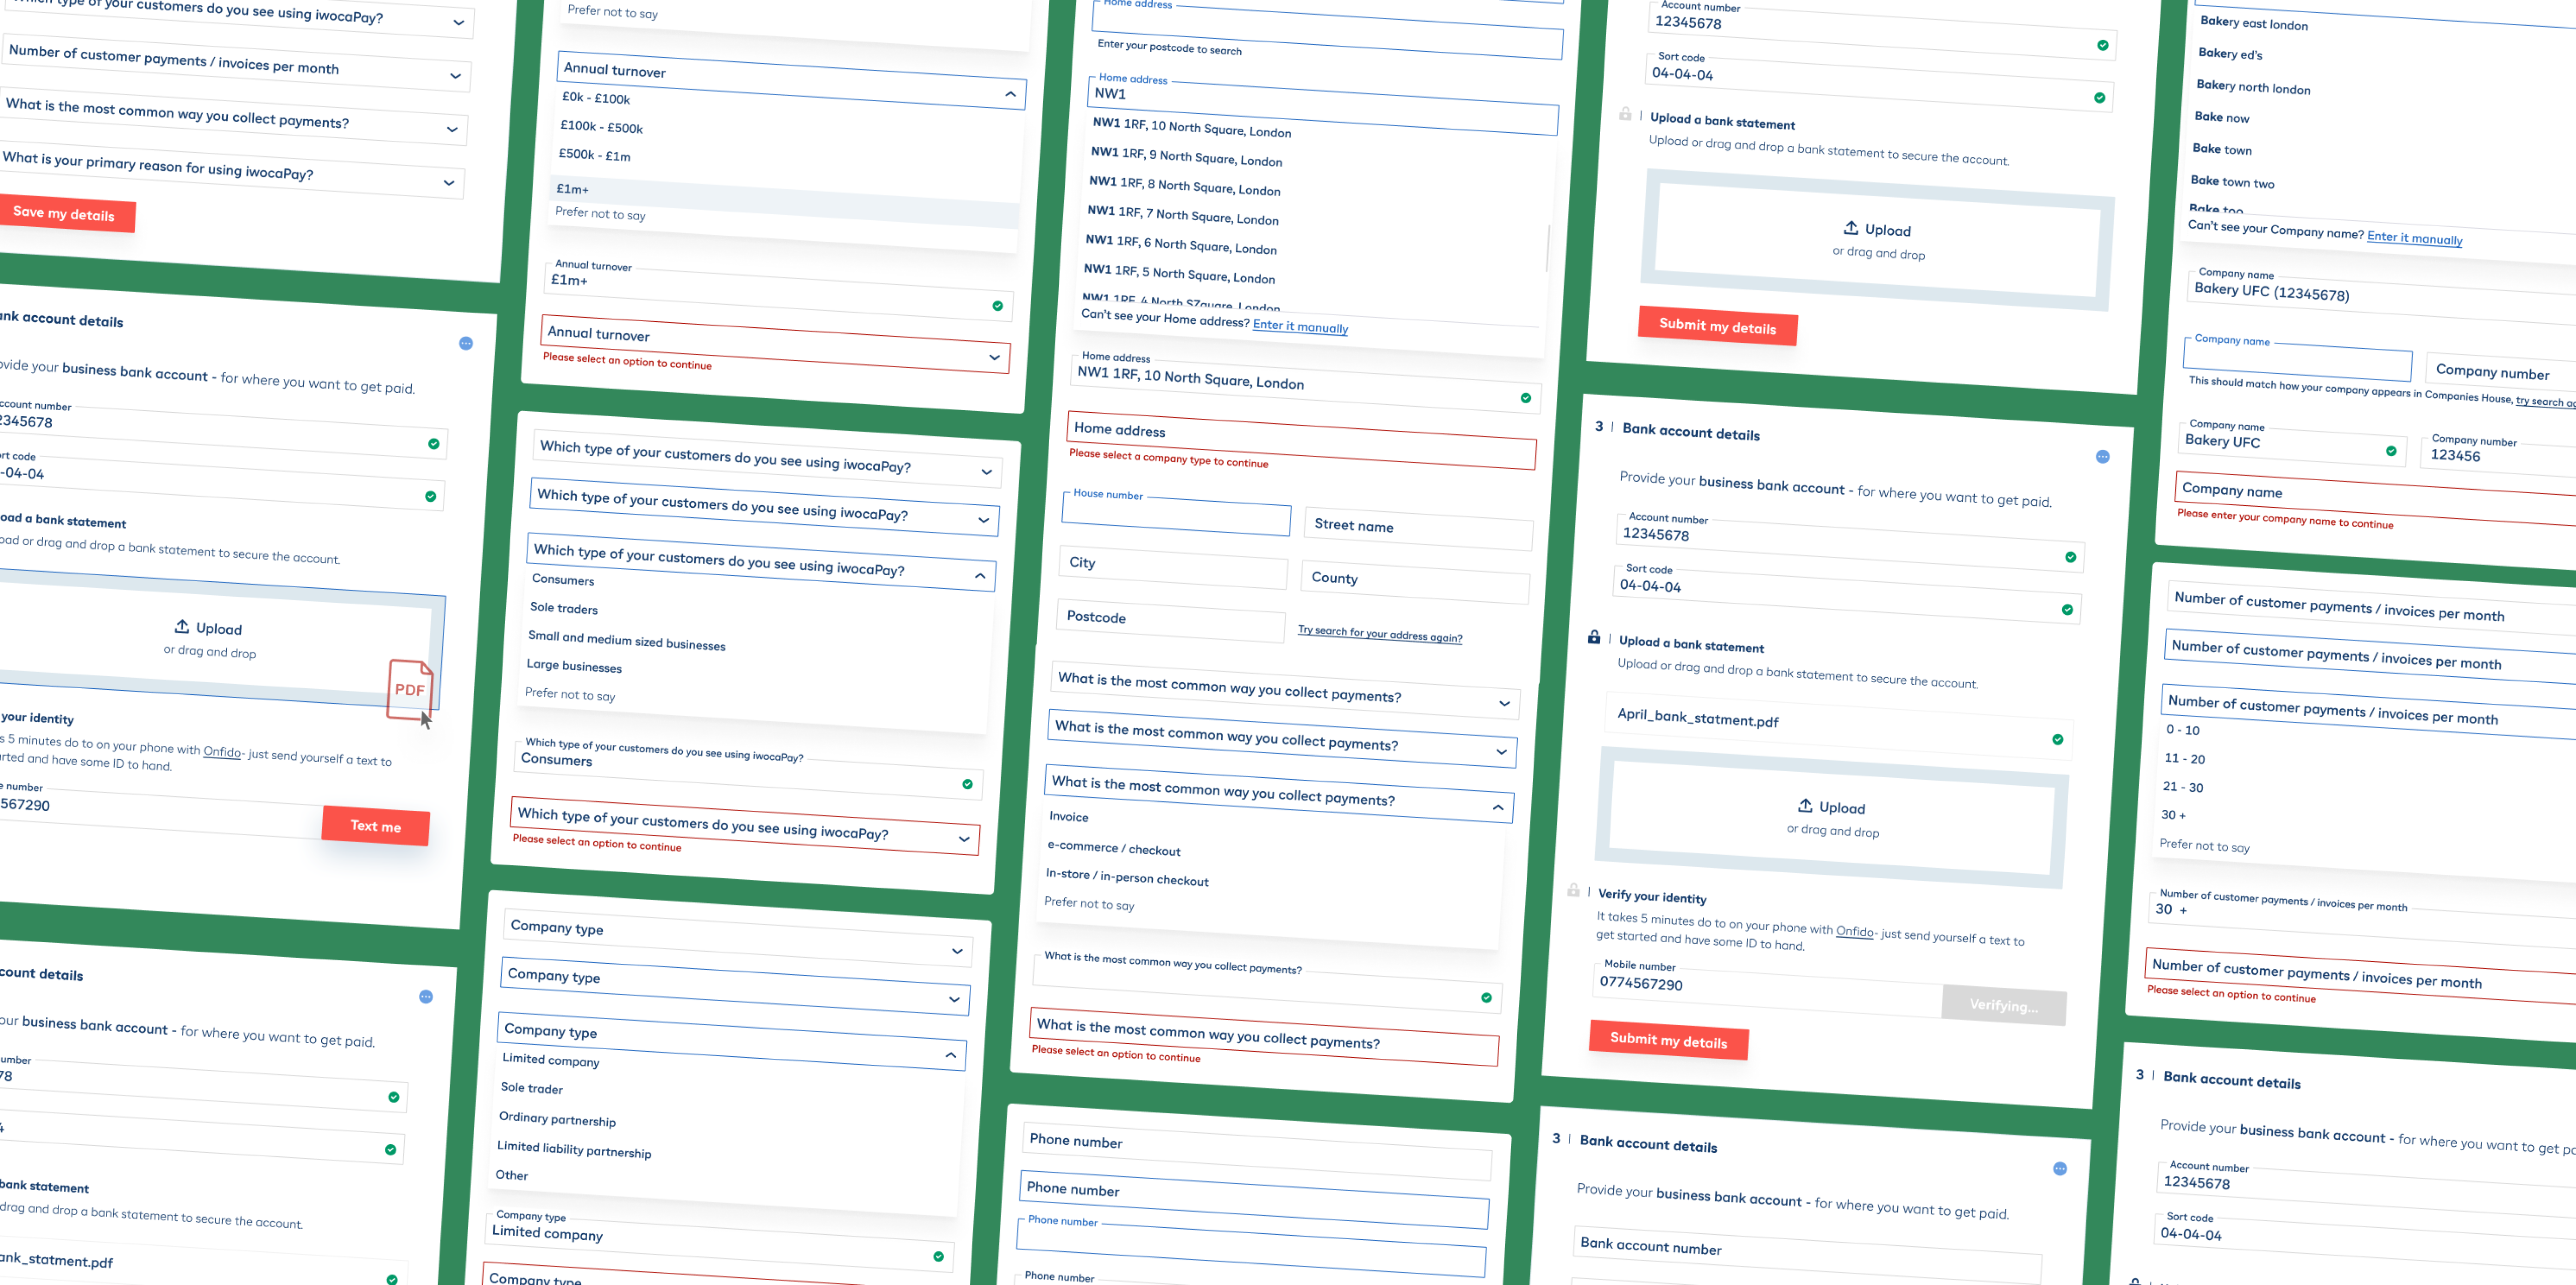 type of your customers do you see using iwocaPay?
Number of customer payments / invoices per month
What is the most common way you collect payments?
What is your primary reason for using iwocaPay?
Save my details
account details
your business bank account - for where you want to get paid.
number
345678
code
-04-04
a bank statement
or drag and drop a bank statement to secure the account.
Upload
or drag and drop
PDF
your identity
5 minutes do to on your phone with Onfido- just send yourself a text to
and have some ID to hand.
number
567290
Text me
details
business bank account - for where you want to get paid.
78
4
bank statement
drag and drop a bank statement to secure the account.
_statment.pdf
Prefer not to say
Annual turnover
£0k - £100k
£100k - £500k
£500k - £1m
£1m+
Prefer not to say
Annual turnover
£1m+
Annual turnover
Please select an option to continue
Which type of your customers do you see using iwocaPay?
Which type of your customers do you see using iwocaPay?
Which type of your customers do you see using iwocaPay?
Consumers
Sole traders
Small and medium sized businesses
Large businesses
Prefer not to say
Which type of your customers do you see using iwocaPay?
Consumers
Which type of your customers do you see using iwocaPay?
Please select an option to continue
Company type
Company type
Company type
Limited company
Sole trader
Ordinary partnership
Limited liability partnership
Other
Company type
Limited company
Company type
Home address
Enter your postcode to search
Home address
NW1
NW1 1RF, 10 North Square, London
NW1 1RF, 9 North Square, London
NW1 1RF, 8 North Square, London
NW1 1RF, 7 North Square, London
NW1 1RF, 6 North Square, London
NW1 1RF, 5 North Square, London
NW1 1RF, 4 North SZquare, London
Can't see your Home address? Enter it manually
Home address
NW1 1RF, 10 North Square, London
Home address
Please select a company type to continue
House number
Street name
City
County
Postcode
Try search for your address again?
What is the most common way you collect payments?
What is the most common way you collect payments?
What is the most common way you collect payments?
Invoice
e-commerce / checkout
In-store / in-person checkout
Prefer not to say
What is the most common way you collect payments?
What is the most common way you collect payments?
Please select an option to continue
Phone number
Phone number
Phone number
Phone number
Account number
12345678
Sort code
04-04-04
Upload a bank statement
Upload or drag and drop a bank statement to secure the account.
Upload
or drag and drop
Submit my details
3 | Bank account details
Provide your business bank account - for where you want to get paid.
Account number
12345678
Sort code
04-04-04
Upload a bank statement
Upload or drag and drop a bank statement to secure the account.
April_bank_statment.pdf
Upload
or drag and drop
Verify your identity
It takes 5 minutes do to on your phone with Onfido- just send yourself a text to
get started and have some ID to hand.
Mobile number
0774567290
Verifying...
Submit my details
3 | Bank account details
Provide your business bank account - for where you want to get paid.
Bank account number
Bakery east london
Bakery ed's
Bakery north london
Bake now
Bake town
Bake town two
Bake too
Can't see your Company name? Enter it manually
Company name
Bakery UFC (12345678)
Company name
Company number
This should match how your company appears in Companies House, try search
Company name
Bakery UFC
Company number
123456
Company name
Please enter your company name to continue
Number of customer payments / invoices per month
Number of customer payments / invoices per month
Number of customer payments / invoices per month
0 - 10
11 - 20
21 - 30
30 +
Prefer not to say
Number of customer payments / invoices per month
30 +
Number of customer payments / invoices per month
Please select an option to continue
3 | Bank account details
Provide your business bank account - for where you want to get
Account number
12345678
Sort code
04-04-04